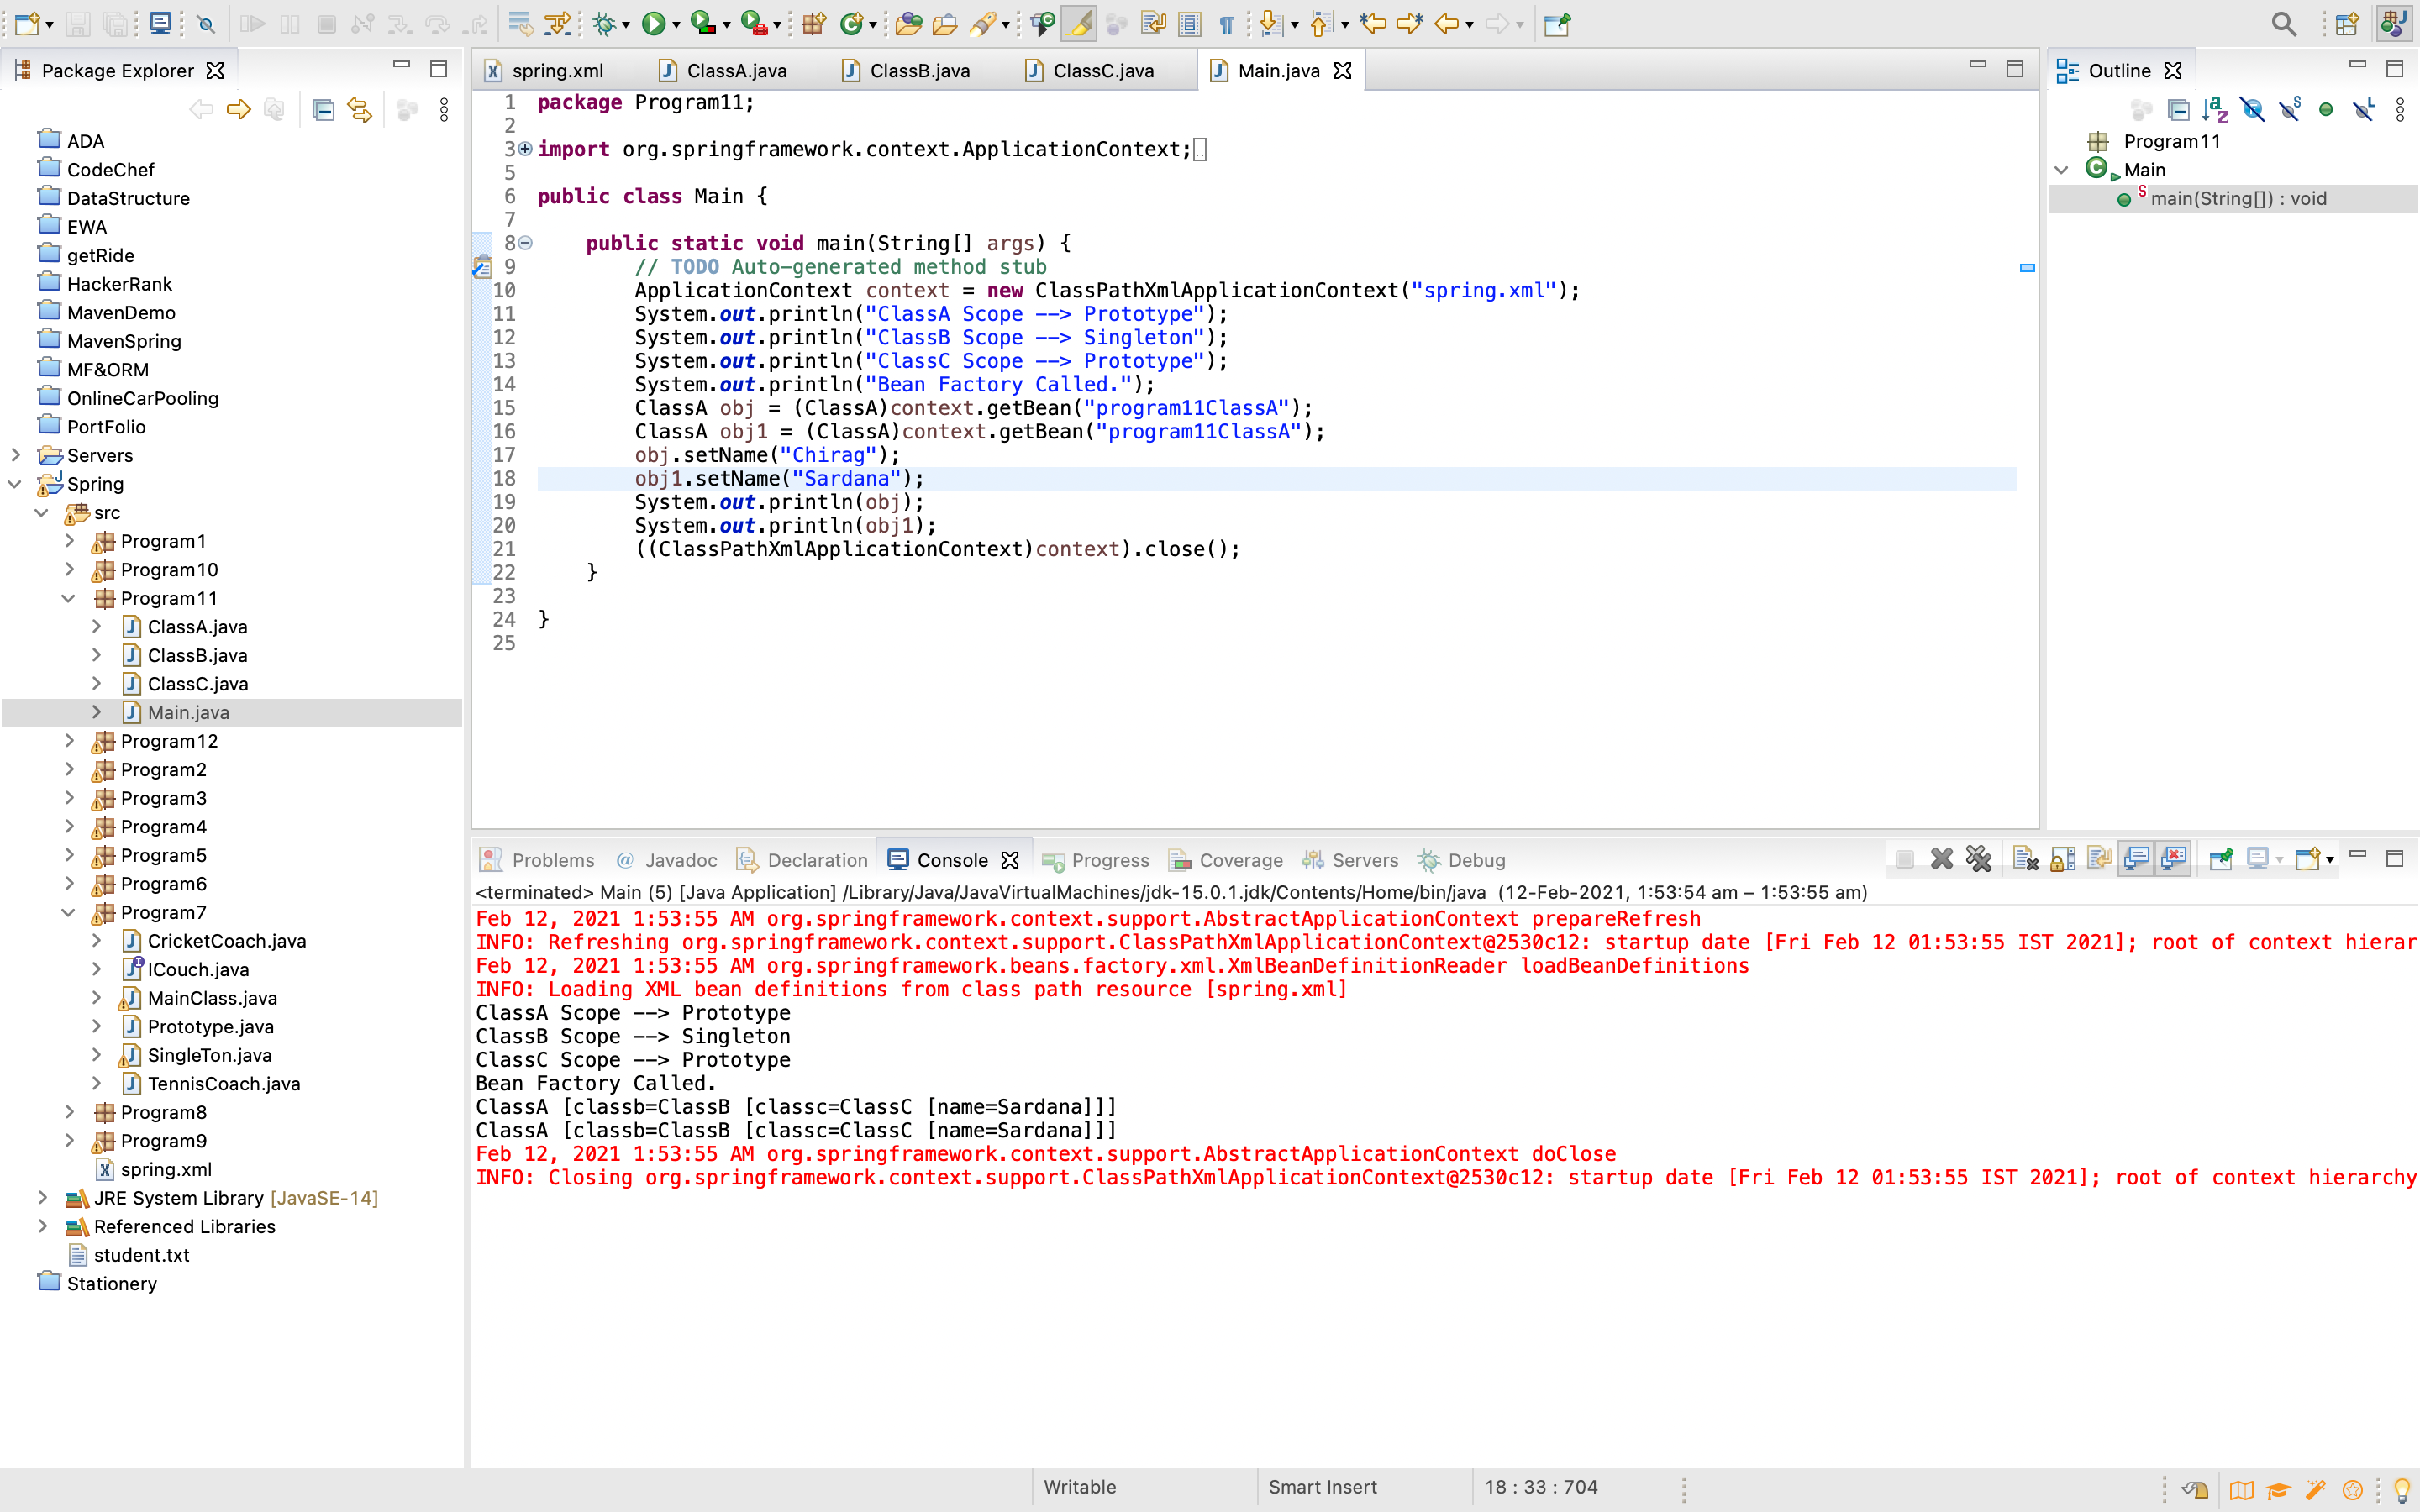 Package Explorer
ADA
CodeChef
DataStructure
EWA
getRide
HackerRank
MavenDemo
MavenSpring
MF&ORM
OnlineCarPooling
PortFolio
Servers
Spring
src
Program1
Program10
Program11
ClassA.java
ClassB.java
ClassC.java
Main.java
Program12
Program2
Program3
Program4
Program5
Program6
Program7
CricketCoach.java
ICouch.java
MainClass.java
Prototype.java
SingleTon.java
TennisCoach.java
Program8
Program9
spring.xml
JRE System Library [JavaSE-14]
Referenced Libraries
student.txt
Stationery
spring.xml ClassA.java ClassB.java ClassC.java Main.java
1 package Program11;
2
3 import org.springframework.context.ApplicationContext;
5
6 public class Main {
7
8 public static void main(String[] args) {
9 // TODO Auto-generated method stub
10 ApplicationContext context = new ClassPathXmlApplicationContext("spring.xml");
11 System.out.println("ClassA Scope --> Prototype");
12 System.out.println("ClassB Scope --> Singleton");
13 System.out.println("ClassC Scope --> Prototype");
14 System.out.println("Bean Factory Called.");
15 ClassA obj = (ClassA)context.getBean("program11ClassA");
16 ClassA obj1 = (ClassA)context.getBean("program11ClassA");
17 obj.setName("Chirag");
18 obj1.setName("Sardana");
19 System.out.println(obj);
20 System.out.println(obj1);
21 ((ClassPathXmlApplicationContext)context).close();
22 }
23
24 }
25
Outline
Program11
Main
main(String[]) : void
Problems @ Javadoc Declaration Console Progress Coverage Servers Debug
<terminated> Main (5) [Java Application] /Library/Java/JavaVirtualMachines/jdk-15.0.1.jdk/Contents/Home/bin/java (12-Feb-2021, 1:53:54 am – 1:53:55 am)
Feb 12, 2021 1:53:55 AM org.springframework.context.support.AbstractApplicationContext prepareRefresh
INFO: Refreshing org.springframework.context.support.ClassPathXmlApplicationContext@2530c12: startup date [Fri Feb 12 01:53:55 IST 2021]; root of context hierar
Feb 12, 2021 1:53:55 AM org.springframework.beans.factory.xml.XmlBeanDefinitionReader loadBeanDefinitions
INFO: Loading XML bean definitions from class path resource [spring.xml]
ClassA Scope --> Prototype
ClassB Scope --> Singleton
ClassC Scope --> Prototype
Bean Factory Called.
ClassA [classb=ClassB [classc=ClassC [name=Sardana]]]
ClassA [classb=ClassB [classc=ClassC [name=Sardana]]]
Feb 12, 2021 1:53:55 AM org.springframework.context.support.AbstractApplicationContext doClose
INFO: Closing org.springframework.context.support.ClassPathXmlApplicationContext@2530c12: startup date [Fri Feb 12 01:53:55 IST 2021]; root of context hierarchy
Writable Smart Insert 18 : 33 : 704